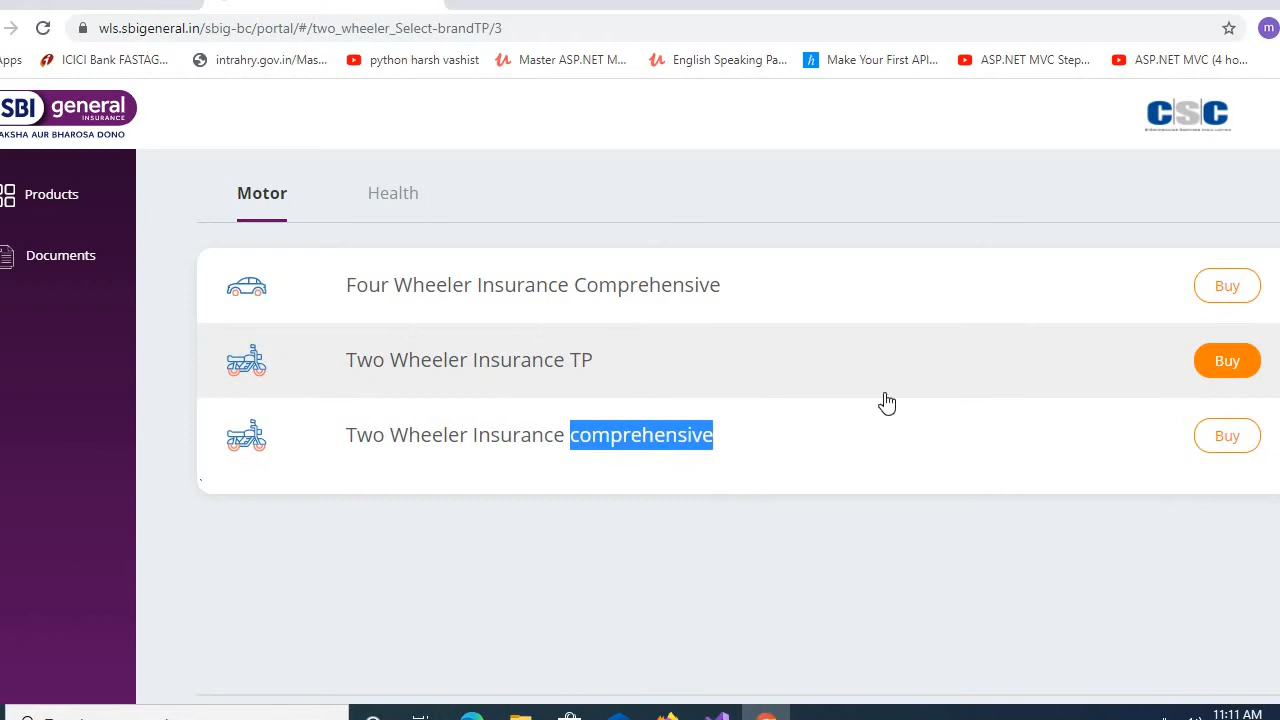 wls.sbigeneral.in/sbig-bc/portal/#/two_wheeler_Select-brandTP/3
m
Apps ICICI Bank FASTAG... intrahry.gov.in/Mas... python harsh vashist Master ASP.NET M... English Speaking Pa... Make Your First API... ASP.NET MVC Step... ASP.NET MVC (4 ho...
SBI general
INSURANCE
AKSHA AUR BHAROSA DONO
CSC
Products
Documents
Motor Health
Four Wheeler Insurance Comprehensive Buy
Two Wheeler Insurance TP Buy
Two Wheeler Insurance comprehensive Buy
11:11 AM